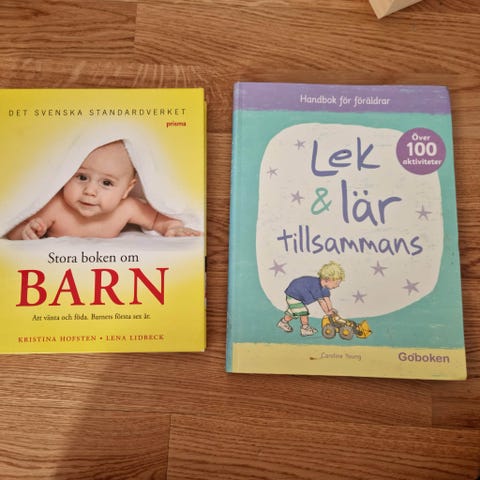 DET SVENSKA STANDARDVERKET
prisma
Stora boken om
BARN
Att vänta och föda. Barnets första sex år.
KRISTINA HOFSTEN • LENA LIDBECK
Handbok för föräldrar
Över
100
aktiviteter
Lek
& lär
tillsammans
Caroline Young
Goboken